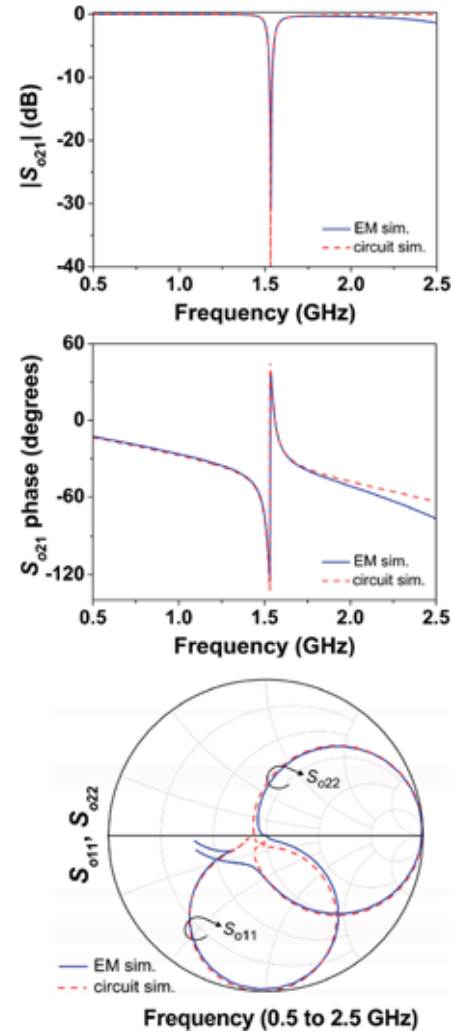 0
-10
-20
-30
-40
|So21| (dB)
EM sim.
circuit sim.
0.5 1.0 1.5 2.0 2.5
Frequency (GHz)
60
0
-60
-120
So21 phase (degrees)
EM sim.
circuit sim.
0.5 1.0 1.5 2.0 2.5
Frequency (GHz)
So11, So22
So22
So11
EM sim.
circuit sim.
Frequency (0.5 to 2.5 GHz)